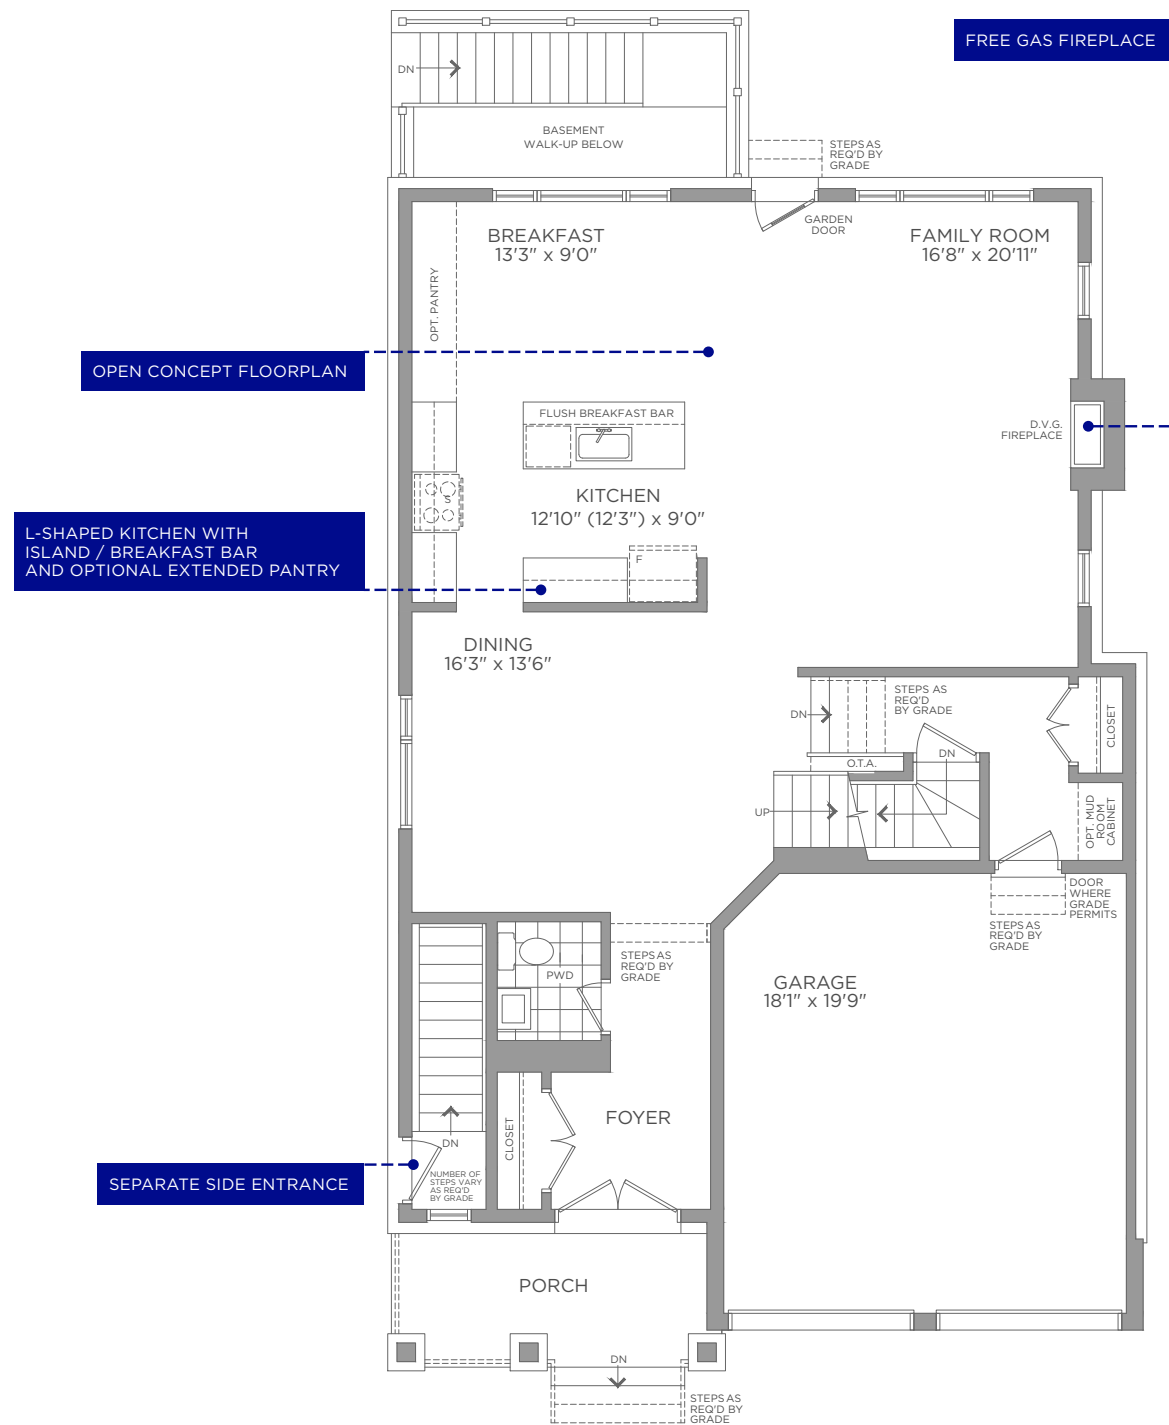 FREE GAS FIREPLACE
DN
BASEMENT
WALK-UP BELOW
STEPS AS
REQ'D BY
GRADE
GARDEN
DOOR
BREAKFAST
13'3" x 9'0"
FAMILY ROOM
16'8" x 20'11"
OPT. PANTRY
OPEN CONCEPT FLOORPLAN
FLUSH BREAKFAST BAR
D.V.G.
FIREPLACE
S
KITCHEN
12'10" (12'3") x 9'0"
L-SHAPED KITCHEN WITH
ISLAND / BREAKFAST BAR
AND OPTIONAL EXTENDED PANTRY
F
DINING
16'3" x 13'6"
STEPS AS
REQ'D
BY GRADE
DN
CLOSET
DN
O.T.A.
UP
OPT. MUD
ROOM
CABINET
DOOR
WHERE
GRADE
PERMITS
STEPS AS
REQ'D BY
GRADE
STEPS AS
REQ'D BY
GRADE
PWD
GARAGE
18'1" x 19'9"
FOYER
CLOSET
DN
NUMBER OF
STEPS VARY
AS REQ'D
BY GRADE
SEPARATE SIDE ENTRANCE
PORCH
DN
STEPS AS
REQ'D BY
GRADE